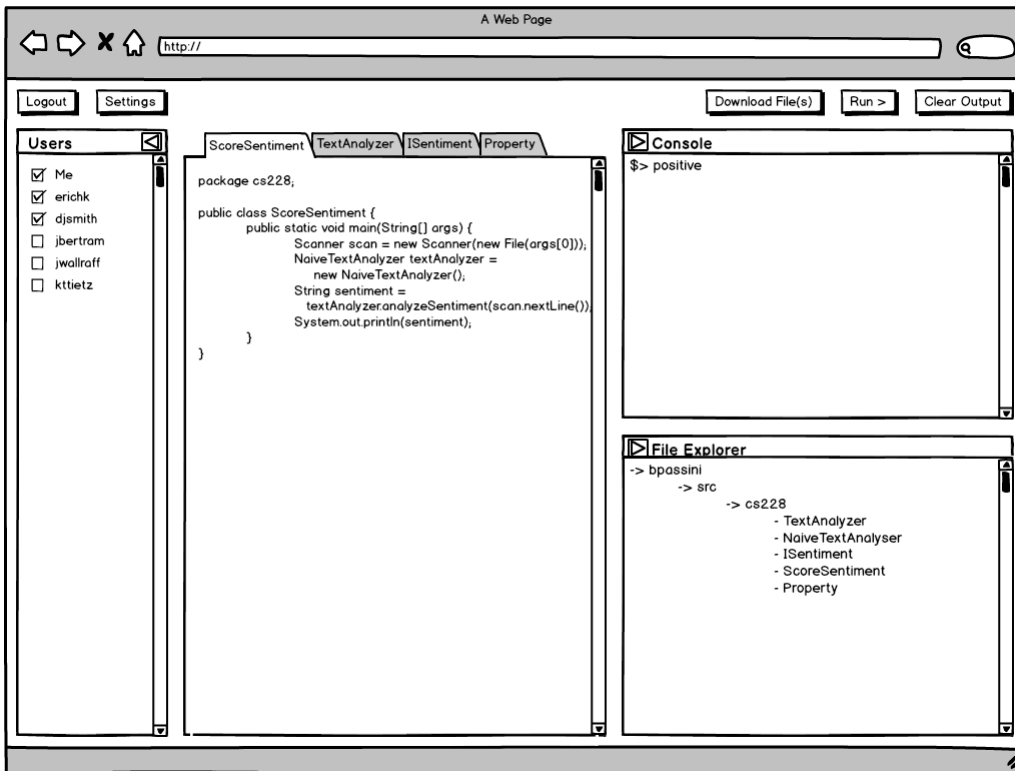 A Web Page
http://
Logout
Settings
Download File(s)
Run >
Clear Output
Users
Me
erichk
djsmith
jbertram
jwallraff
kttietz
ScoreSentiment
TextAnalyzer
ISentiment
Property
package cs228;
public class ScoreSentiment {
public static void main(String[] args) {
Scanner scan = new Scanner(new File(args[0]));
NaiveTextAnalyzer textAnalyzer =
new NaiveTextAnalyzer();
String sentiment =
textAnalyzer.analyzeSentiment(scan.nextLine());
System.out.println(sentiment);
}
}
Console
$> positive
File Explorer
-> bpassini
-> src
-> cs228
- TextAnalyzer
- NaiveTextAnalyser
- ISentiment
- ScoreSentiment
- Property